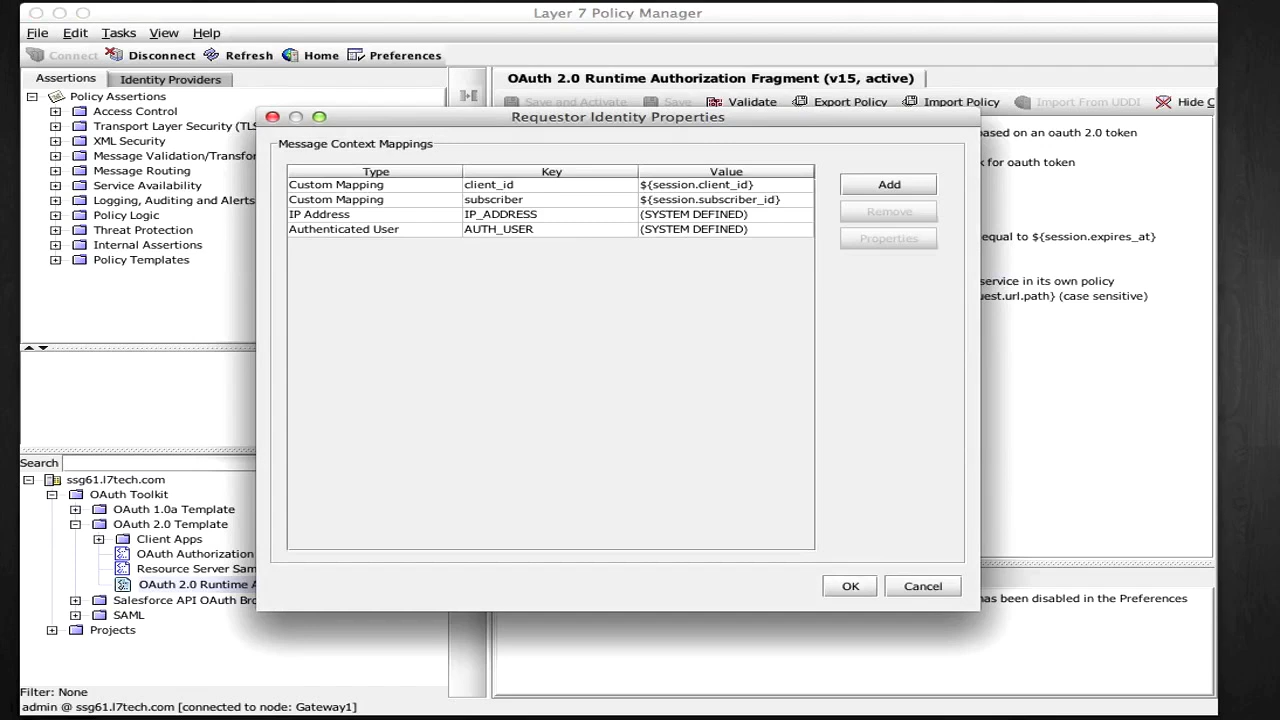 Layer 7 Policy Manager
File Edit Tasks View Help
Connect Disconnect Refresh Home Preferences
Assertions Identity Providers
OAuth 2.0 Runtime Authorization Fragment (v15, active)
Save and Activate Save Validate Export Policy Import Policy Import From UDDI Hide C
Policy Assertions
Access Control
Transport Layer Security (TL
XML Security
Message Validation/Transfor
Message Routing
Service Availability
Logging, Auditing and Alerts
Policy Logic
Threat Protection
Internal Assertions
Policy Templates
Requestor Identity Properties
Message Context Mappings
Type Key Value
Custom Mapping client_id ${session.client_id}
Custom Mapping subscriber ${session.subscriber_id}
IP Address IP_ADDRESS (SYSTEM DEFINED)
Authenticated User AUTH_USER (SYSTEM DEFINED)
Add
Remove
Properties
OK Cancel
based on an oauth 2.0 token
k for oauth token
equal to ${session.expires_at}
service in its own policy
uest.url.path} (case sensitive)
has been disabled in the Preferences
Search
ssg61.l7tech.com
OAuth Toolkit
OAuth 1.0a Template
OAuth 2.0 Template
Client Apps
OAuth Authorization
Resource Server Sam
OAuth 2.0 Runtime A
Salesforce API OAuth Bro
SAML
Projects
Filter: None
admin @ ssg61.l7tech.com [connected to node: Gateway1]